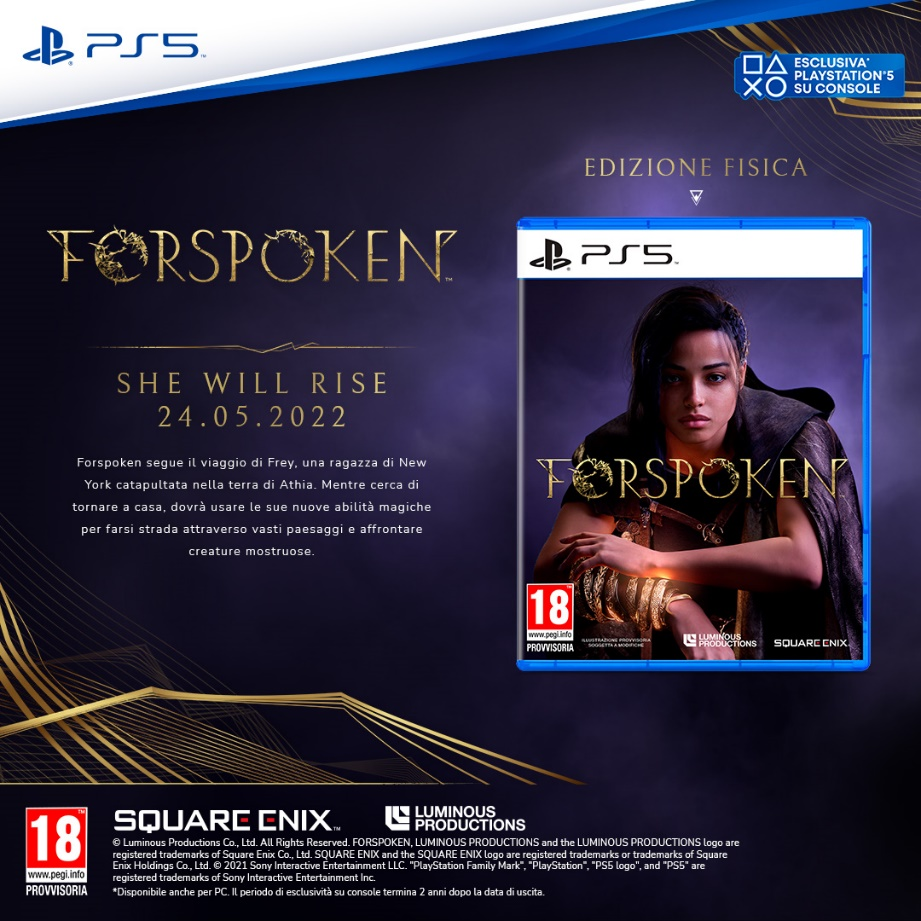 PS5
ESCLUSIVA*
PLAYSTATION®5
SU CONSOLE
EDIZIONE FISICA
FORSPOKEN™
SHE WILL RISE
24.05.2022
Forspoken segue il viaggio di Frey, una ragazza di New
York catapultata nella terra di Athia. Mentre cerca di
tornare a casa, dovrà usare le sue nuove abilità magiche
per farsi strada attraverso vasti paesaggi e affrontare
creature mostruose.
PS5
FORSPOKEN
18
www.pegi.info
PROVVISORIA
ILLUSTRAZIONE PROVVISORIA
SOGGETTA A MODIFICHE
LUMINOUS
PRODUCTIONS
SQUARE ENIX
18
www.pegi.info
PROVVISORIA
SQUARE ENIX™
LUMINOUS
PRODUCTIONS
© Luminous Productions Co., Ltd. All Rights Reserved. FORSPOKEN, LUMINOUS PRODUCTIONS and the LUMINOUS PRODUCTIONS logo are
registered trademarks of Square Enix Co., Ltd. SQUARE ENIX and the SQUARE ENIX logo are registered trademarks or trademarks of Square
Enix Holdings Co., Ltd. © 2021 Sony Interactive Entertainment LLC. "PlayStation Family Mark", "PlayStation", "PS5 logo", and "PS5" are
registered trademarks of Sony Interactive Entertainment Inc.
*Disponibile anche per PC. Il periodo di esclusività su console termina 2 anni dopo la data di uscita.